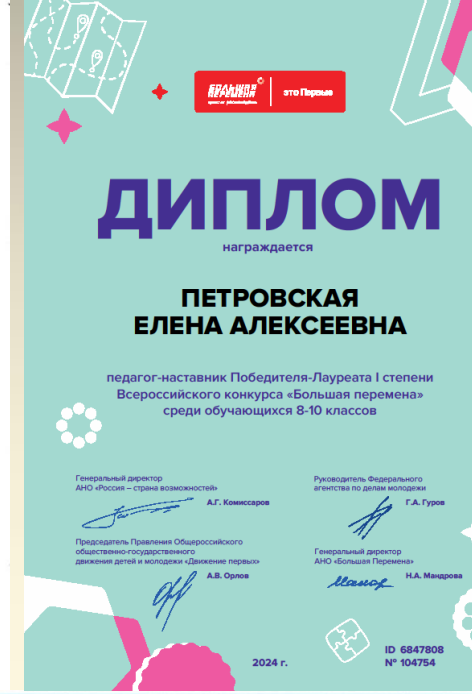 БОЛЬШАЯ
ПЕРЕМЕНА
это Первые
ДИПЛОМ
награждается
ПЕТРОВСКАЯ
ЕЛЕНА АЛЕКСЕЕВНА
педагог-наставник Победителя-Лауреата I степени
Всероссийского конкурса «Большая перемена»
среди обучающихся 8-10 классов
Генеральный директор
АНО «Россия – страна возможностей»
А.Г. Комиссаров
Руководитель Федерального
агентства по делам молодежи
Г.А. Гуров
Председатель Правления Общероссийского
общественно-государственного
движения детей и молодежи «Движение первых»
А.В. Орлов
Генеральный директор
АНО «Большая Перемена»
Н.А. Мандрова
2024 г.
ID 6847808
№ 104754